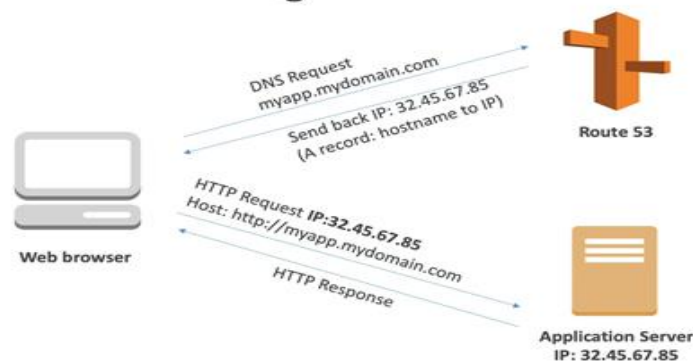 DNS Request
myapp.mydomain.com
Send back IP: 32.45.67.85
(A record: hostname to IP)
Route 53
Web browser
HTTP Request IP:32.45.67.85
Host: http://myapp.mydomain.com
HTTP Response
Application Server
IP: 32.45.67.85